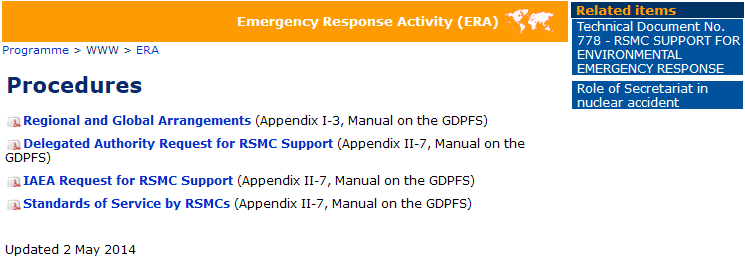 Emergency Response Activity (ERA)
Programme > WWW > ERA
Procedures
Regional and Global Arrangements (Appendix I-3, Manual on the GDPFS)
Delegated Authority Request for RSMC Support (Appendix II-7, Manual on the
GDPFS)
IAEA Request for RSMC Support (Appendix II-7, Manual on the GDPFS)
Standards of Service by RSMCs (Appendix II-7, Manual on the GDPFS)
Updated 2 May 2014
Related items
Technical Document No.
778 - RSMC SUPPORT FOR
ENVIRONMENTAL
EMERGENCY RESPONSE
Role of Secretariat in
nuclear accident